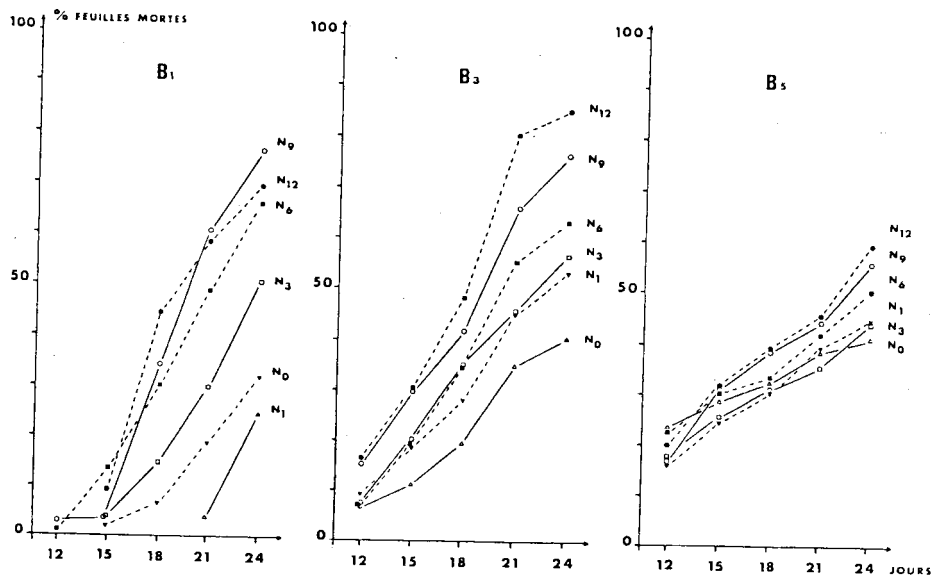 100
% FEUILLES MORTES
B1
N9
N12
N6
50
N3
N0
N1
0
12 15 18 21 24
100
B3
N12
N9
N6
N3
50
N1
N0
0
12 15 18 21 24
100
B5
N12
N9
N6
50
N1
N3
N0
0
12 15 18 21 24 JOURS